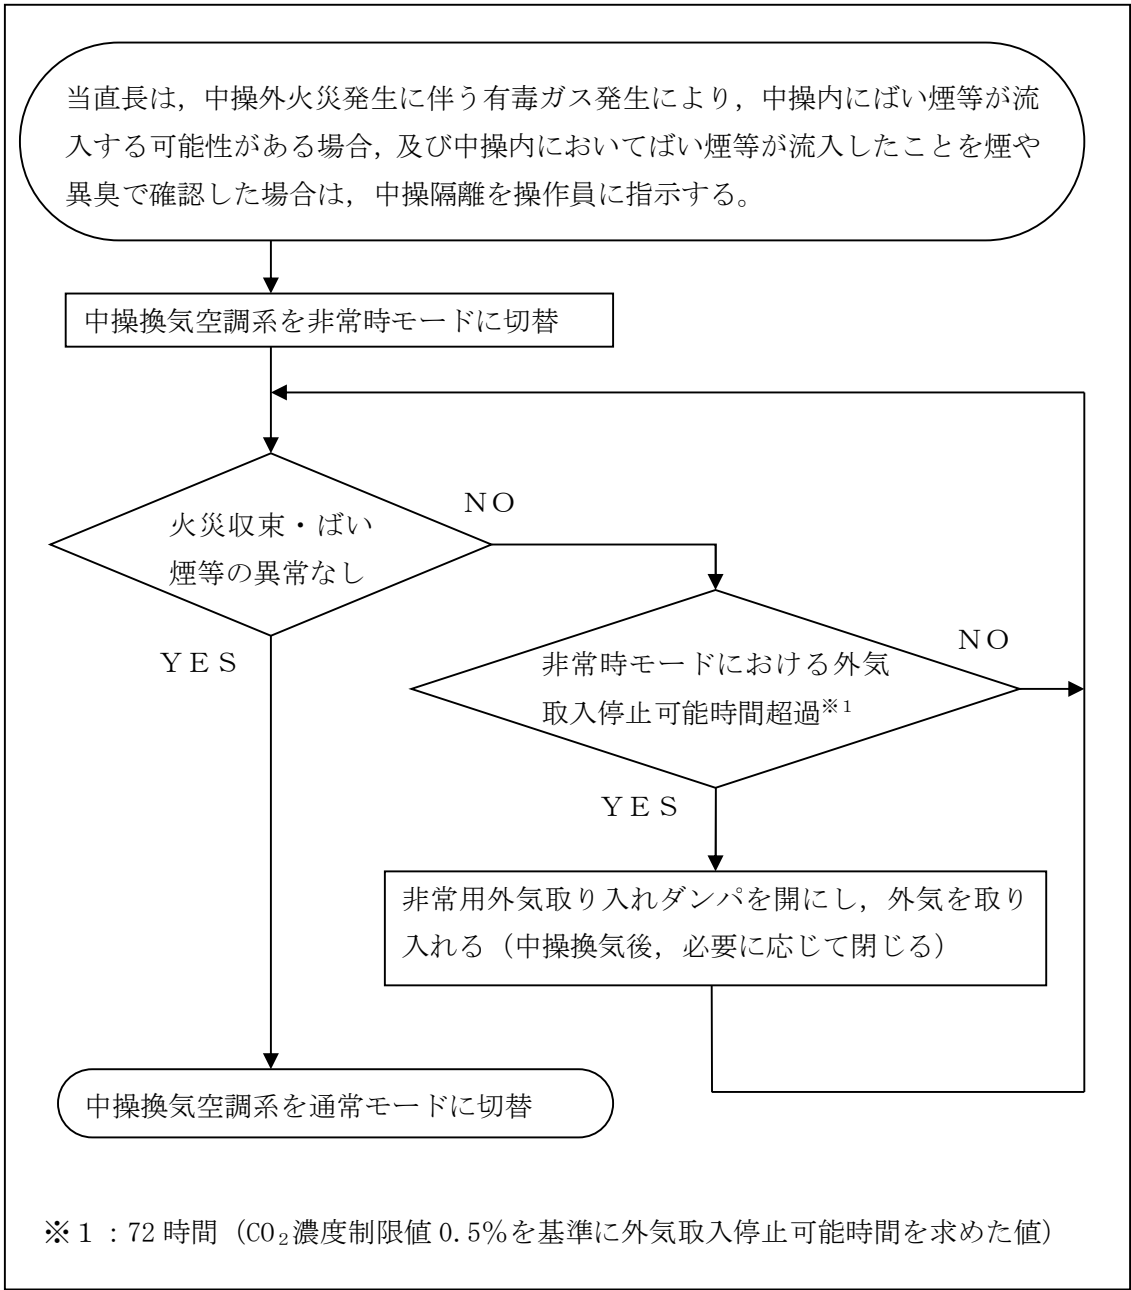 当直長は，中操外火災発生に伴う有毒ガス発生により，中操内にばい煙等が流
入する可能性がある場合，及び中操内においてばい煙等が流入したことを煙や
異臭で確認した場合は，中操隔離を操作員に指示する。
中操換気空調系を非常時モードに切替
ＮＯ
火災収束・ばい
煙等の異常なし
ＹＥＳ
ＮＯ
非常時モードにおける外気
取入停止可能時間超過※1
ＹＥＳ
非常用外気取り入れダンパを開にし，外気を取り
入れる（中操換気後，必要に応じて閉じる）
中操換気空調系を通常モードに切替
※１：72 時間（CO₂濃度制限値 0.5％を基準に外気取入停止可能時間を求めた値）